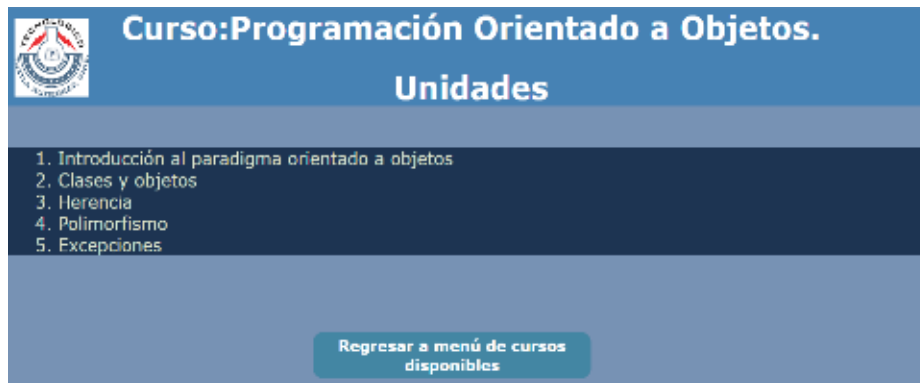 Curso:Programación Orientado a Objetos.
Unidades
1. Introducción al paradigma orientado a objetos
2. Clases y objetos
3. Herencia
4. Polimorfismo
5. Excepciones
Regresar a menú de cursos
disponibles